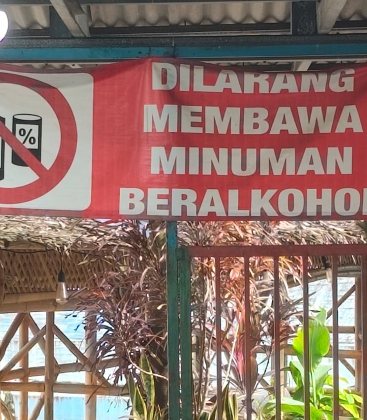 %
DILARANG
MEMBAWA
MINUMAN
BERALKOHOL